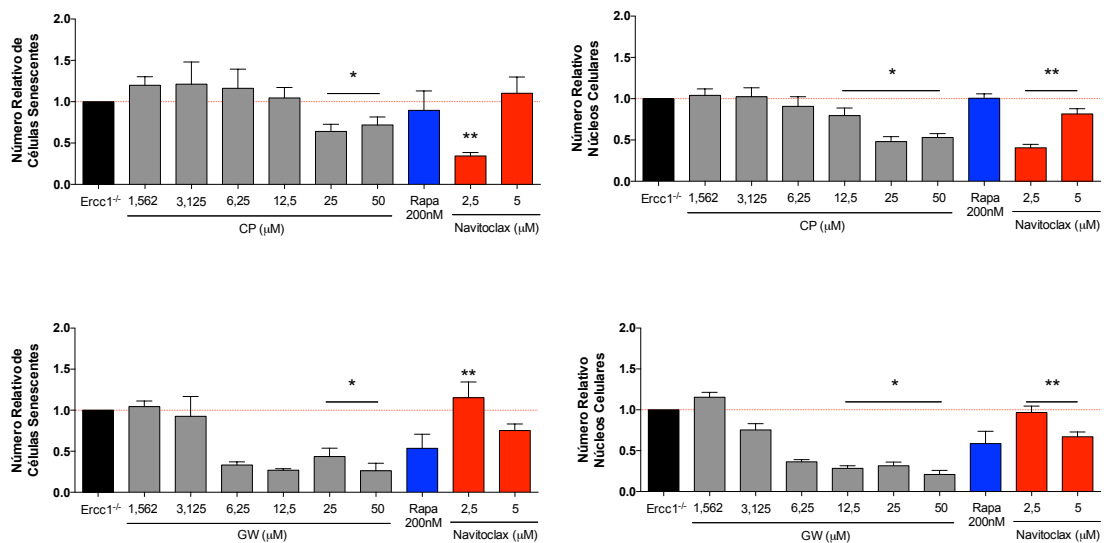 Número Relativo de
Células Senescentes
2.0
1.5
1.0
0.5
0.0
*
**
Ercc1-/-
1,562
3,125
6,25
12,5
25
50
Rapa
200nM
2,5
5
CP (μM)
Navitoclax (μM)
Número Relativo
Núcleos Celulares
2.0
1.5
1.0
0.5
0.0
*
**
Ercc1-/-
1,562
3,125
6,25
12,5
25
50
Rapa
200nM
2,5
5
CP (μM)
Navitoclax (μM)
Número Relativo de
Células Senescentes
2.0
1.5
1.0
0.5
0.0
*
**
Ercc1-/-
1,562
3,125
6,25
12,5
25
50
Rapa
200nM
2,5
5
GW (μM)
Navitoclax (μM)
Número Relativo
Núcleos Celulares
2.0
1.5
1.0
0.5
0.0
*
**
Ercc1-/-
1,562
3,125
6,25
12,5
25
50
Rapa
200nM
2,5
5
GW (μM)
Navitoclax (μM)